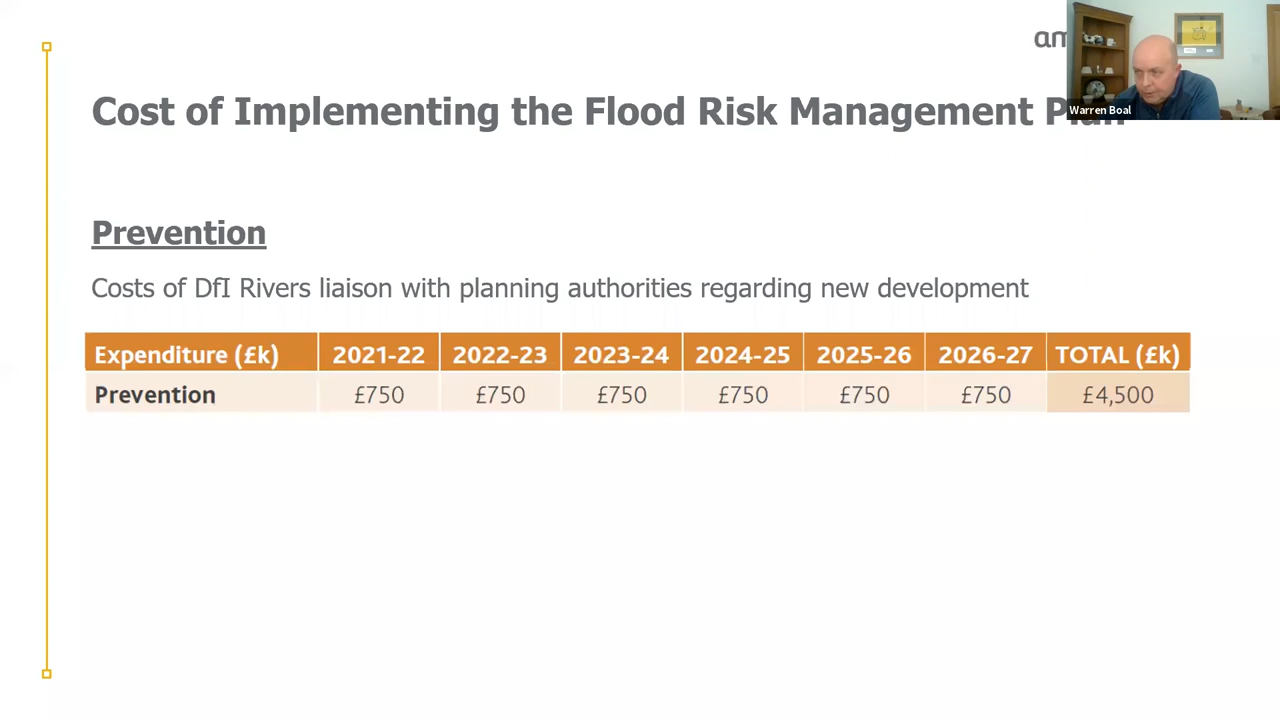 Cost of Implementing the Flood Risk Management Plan
Warren Boal
Prevention
Costs of DfI Rivers liaison with planning authorities regarding new development
Expenditure (£k) 2021-22 2022-23 2023-24 2024-25 2025-26 2026-27 TOTAL (£k)
Prevention £750 £750 £750 £750 £750 £750 £4,500